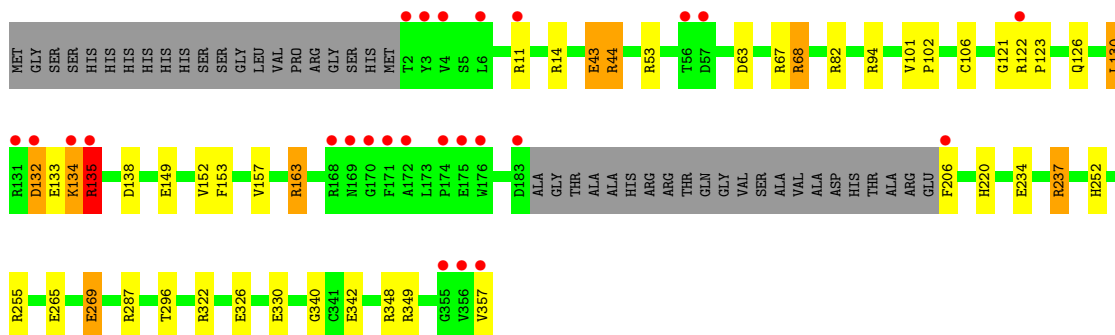 MET GLY SER SER HIS HIS HIS HIS HIS HIS SER SER GLY LEU VAL PRO ARG GLY SER HIS MET T2 Y3 V4 S5 L6 R11 R14 E43 R44 R53 T56 D57 D63 R67 R68 R82 R94 V101 P102 C106 G121 R122 P123 Q126 L130
R131 D132 E133 K134 R135 D138 E149 V152 F153 V157 R163 R188 N169 G170 F171 A172 L173 P174 E175 W176 D183 ALA GLY THR ALA ALA HIS ARG ARG THR GLN GLY VAL SER ALA VAL ALA ASP HIS THR ALA ARG GLU F206 H220 E234 R237 H252
R255 E265 E269 R287 T296 R322 E326 E330 G340 C341 E342 R348 R349 G355 V356 V357